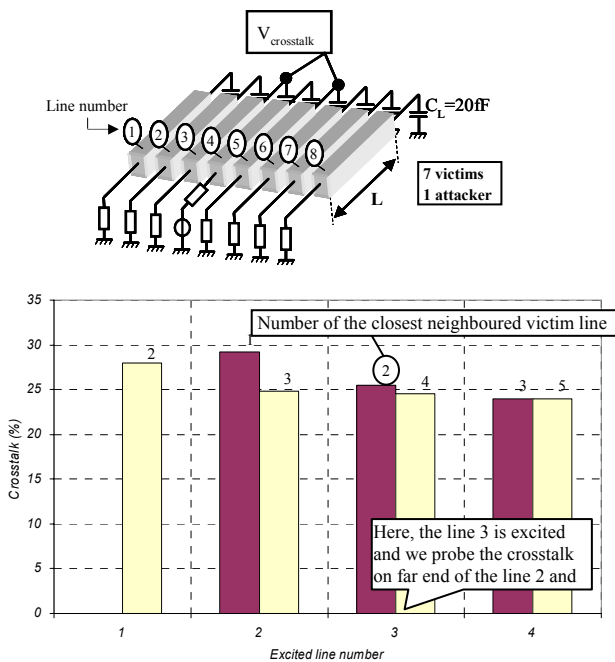 V crosstalk
C L =20fF
Line number
1 2 3 4 5 6 7 8
7 victims
1 attacker
L
35
30
25
20
15
10
5
0
Crosstalk (%)
Number of the closest neighboured victim line
2
3
2
4
3
5
Here, the line 3 is excited
and we probe the crosstalk
on far end of the line 2 and
1 2 3 4
Excited line number